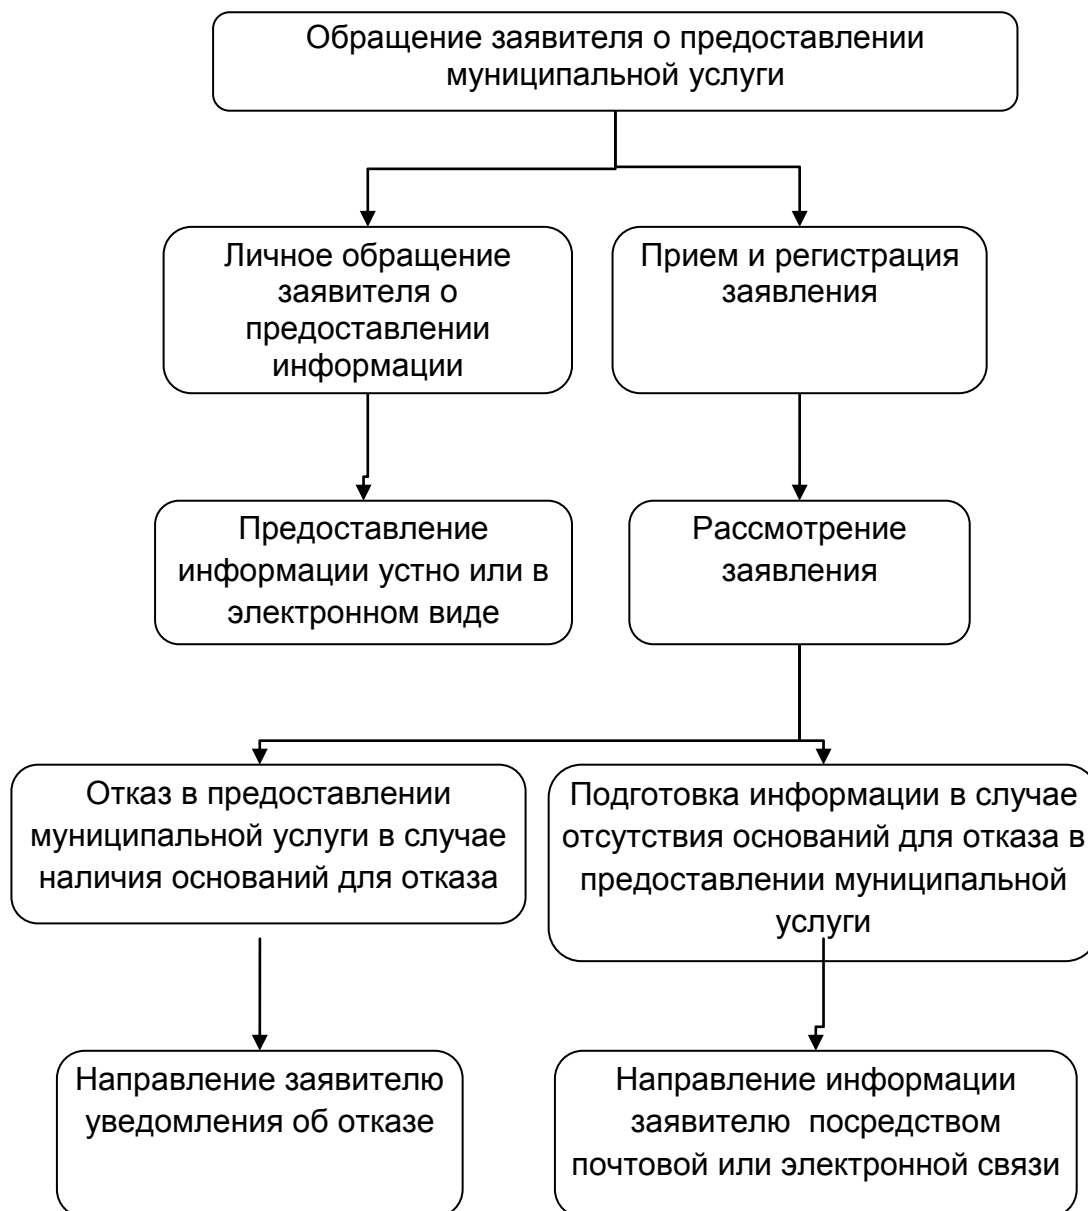 Обращение заявителя о предоставлении
муниципальной услуги
Личное обращение
заявителя о
предоставлении
информации
Прием и регистрация
заявления
Предоставление
информации устно или в
электронном виде
Рассмотрение
заявления
Отказ в предоставлении
муниципальной услуги в случае
наличия оснований для отказа
Подготовка информации в случае
отсутствия оснований для отказа в
предоставлении муниципальной
услуги
Направление заявителю
уведомления об отказе
Направление информации
заявителю  посредством
почтовой или электронной связи